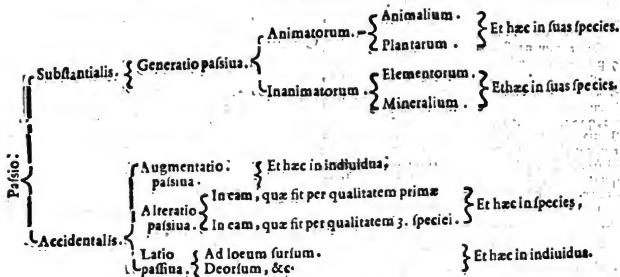 Paſsio:
Subſtantialis.
Generatio paſsiua.
Animatorum.
Animalium.
Plantarum.
Et hæc in ſuas ſpecies.
Inanimatorum.
Elementorum.
Mineralium.
Et hæc in ſuas ſpecies.
Accidentalis.
Augmentatio:
paſsiua.
Et hæc in indiuidua;
Alteratio
paſsiua.
In eam, quæ fit per qualitatem primæ
In eam, quæ fit per qualitatem 3. ſpeciei.
Et hæc in ſpecies,
Latio
paſſiua.
Ad locum ſurſum.
Deorſum, &c.
Et hæc in indiuidua.